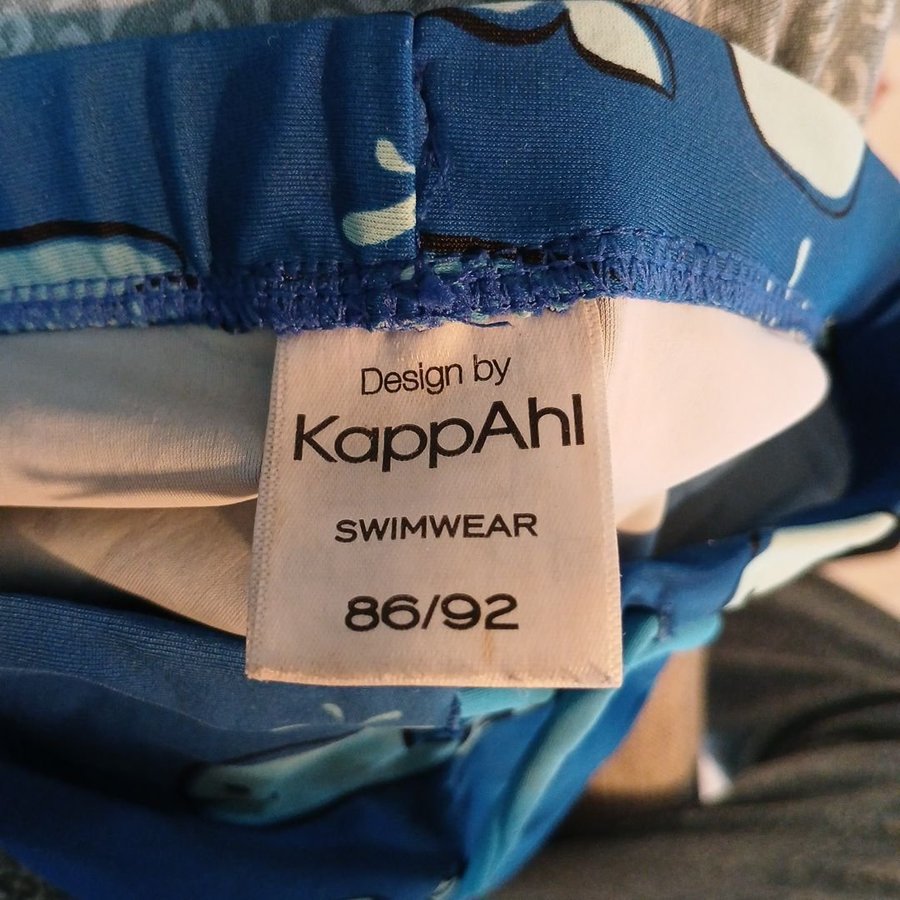 Design by
KappAhl
SWIMWEAR
86/92